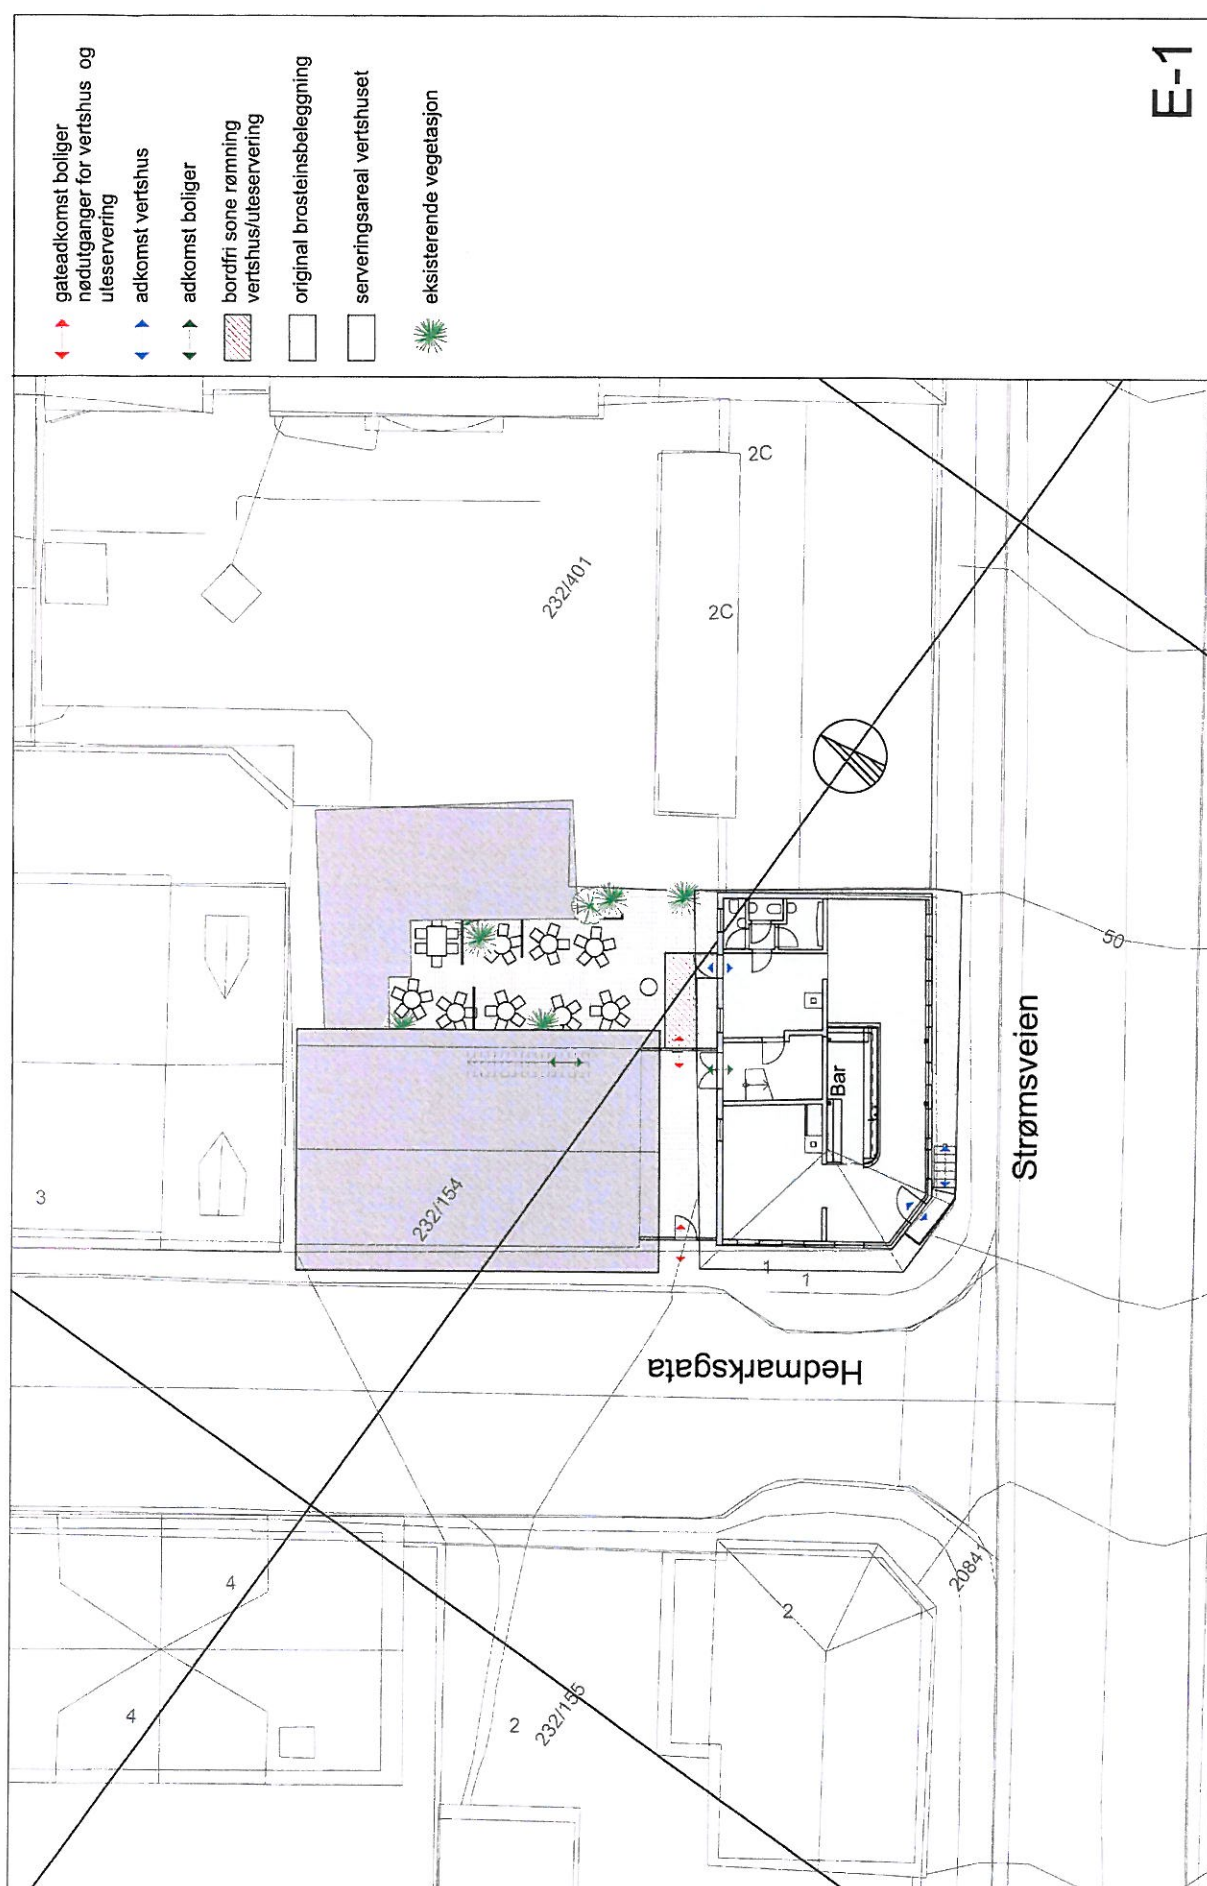 gateadkomst boliger
nødutganger for vertshus og
uteservering
adkomst vertshus
adkomst boliger
bordfri sone rømning
vertshus/uteservering
original brosteinsbeleggning
serveringsareal vertshuset
eksisterende vegetasjon
E-1
2C
2C
232/401
50
Strømsveien
Bar
232/154
3
1
1
Hedmarksgata
4
4
2
232/155
2
20841